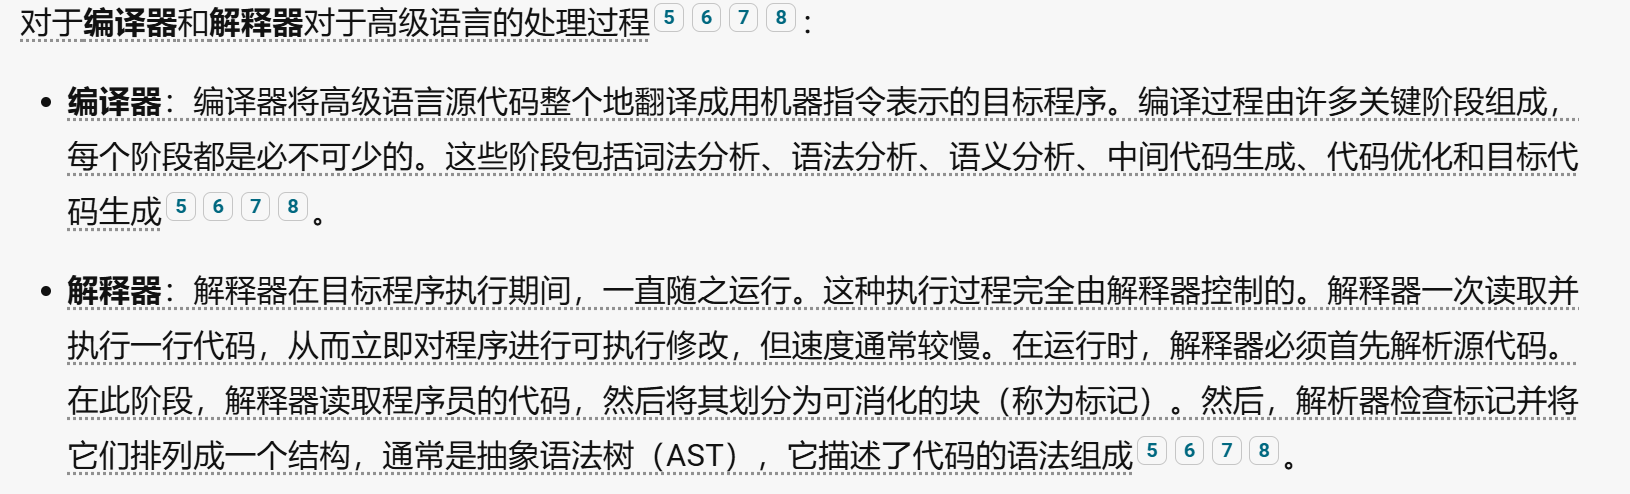 对于编译器和解释器对于高级语言的处理过程 5 6 7 8 ：
• 编译器：编译器将高级语言源代码整个地翻译成用机器指令表示的目标程序。编译过程由许多关键阶段组成，
每个阶段都是必不可少的。这些阶段包括词法分析、语法分析、语义分析、中间代码生成、代码优化和目标代
码生成 5 6 7 8 。
• 解释器：解释器在目标程序执行期间，一直随之运行。这种执行过程完全由解释器控制的。解释器一次读取并
执行一行代码，从而立即对程序进行可执行修改，但速度通常较慢。在运行时，解释器必须首先解析源代码。
在此阶段，解释器读取程序员的代码，然后将其划分为可消化的块（称为标记）。然后，解析器检查标记并将
它们排列成一个结构，通常是抽象语法树（AST），它描述了代码的语法组成 5 6 7 8 。